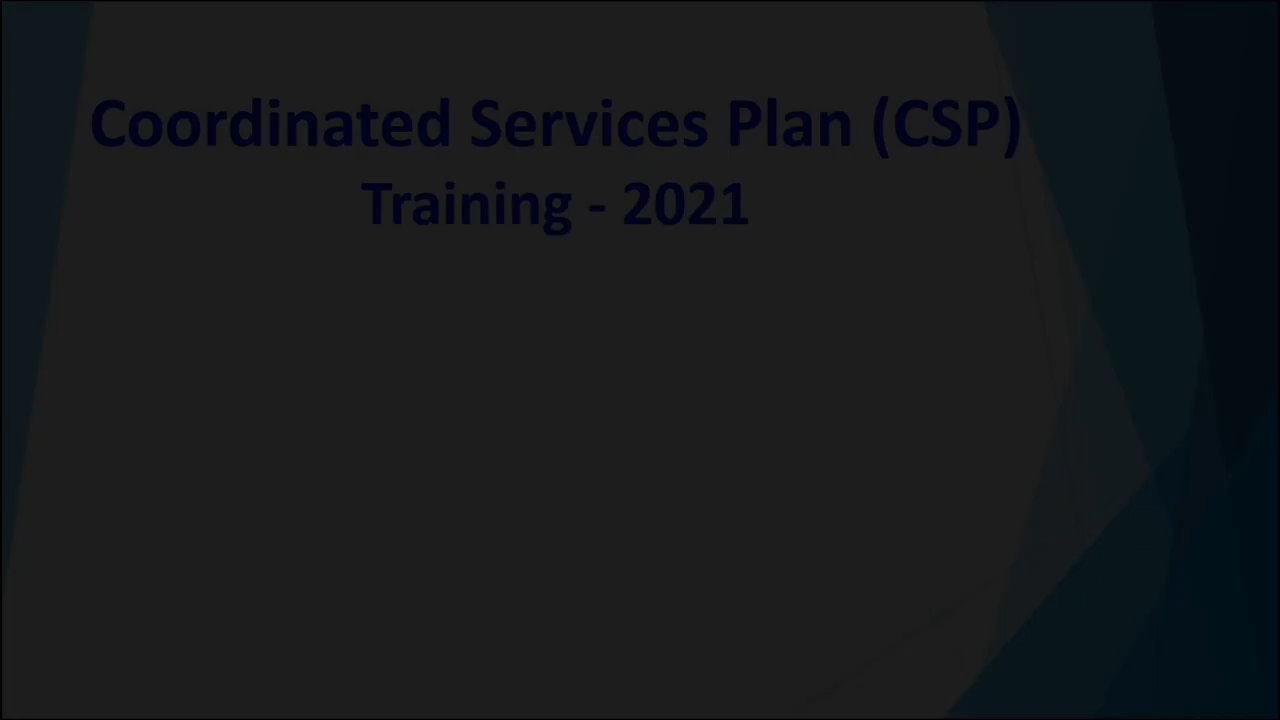 Coordinated Services Plan (CSP)
Training - 2021